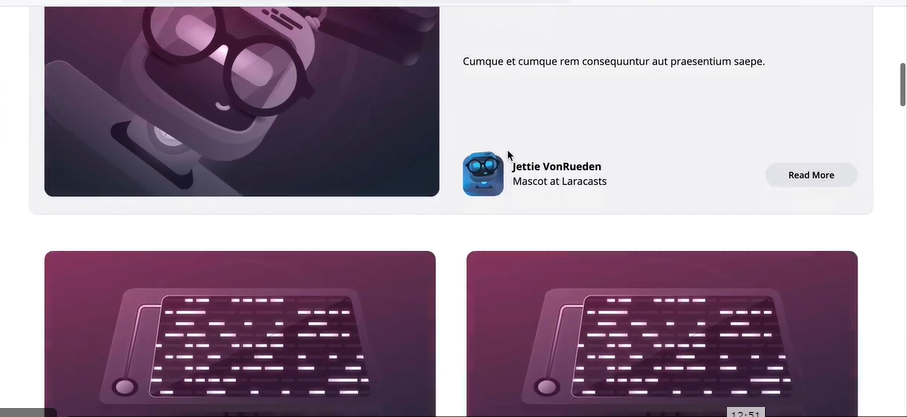 Cumque et cumque rem consequuntur aut praesentium saepe.
Jettie VonRueden
Mascot at Laracasts
Read More
12:51